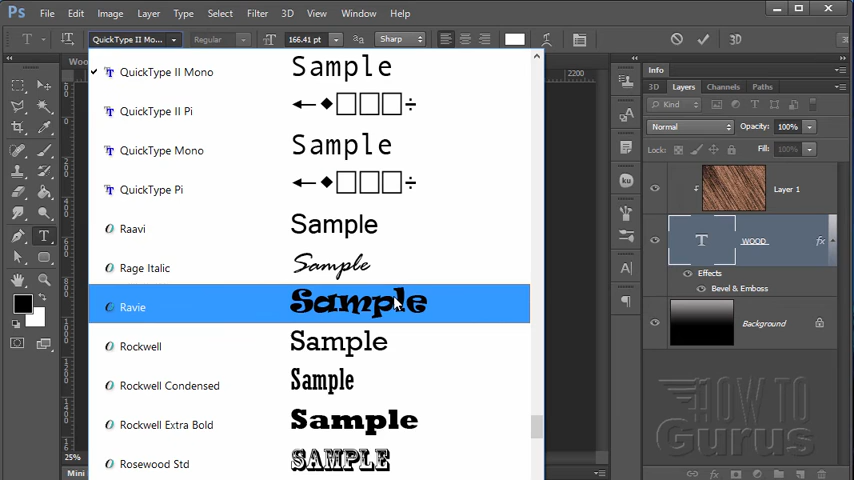 Ps File Edit Image Layer Type Select Filter 3D View Window Help
T QuickType II Mo... Regular 166.41 pt Sharp 3D
QuickType II Mono Sample
QuickType II Pi
QuickType Mono Sample
QuickType Pi
Raavi Sample
Rage Italic Sample
Ravie Sample
Rockwell Sample
Rockwell Condensed Sample
Rockwell Extra Bold Sample
Rosewood Std SAMPLE
Woo
2200
25%
Mini
Info
3D Layers Channels Paths
Kind
Normal Opacity: 100%
Lock: Fill: 100%
Layer 1
T WOOD fx
Effects
Bevel & Emboss
Background
HOW TO
Gurus